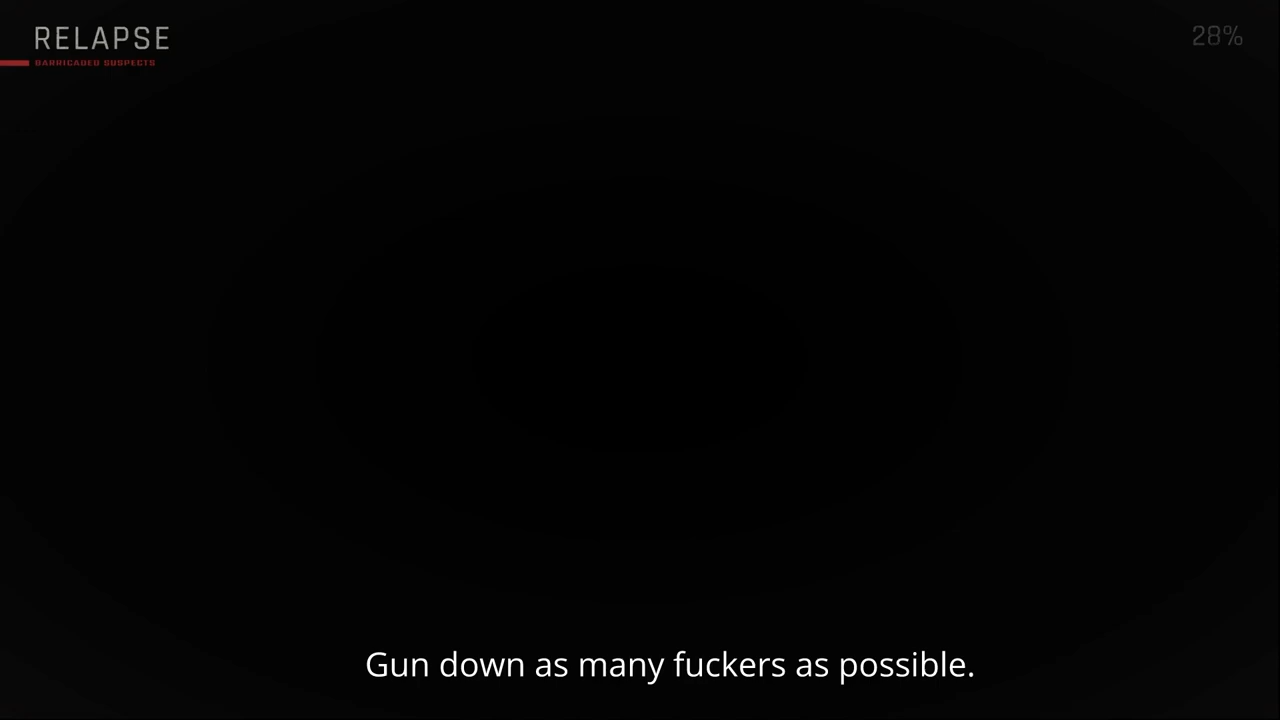 RELAPSE
28%
BARRICADED SUSPECTS
Gun down as many fuckers as possible.